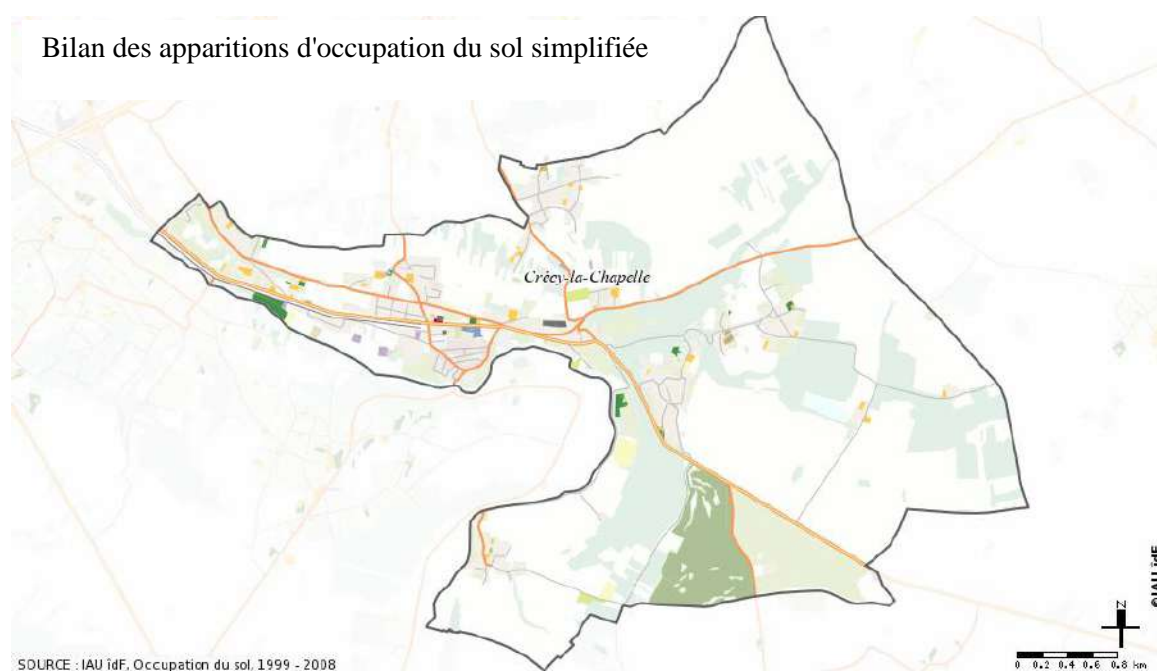 Bilan des apparitions d'occupation du sol simplifiée
Crécy-la-Chapelle
©IAU îdF
N
0 0.2 0.4 0.6 0.8 km
SOURCE : IAU îdF, Occupation du sol, 1999 - 2008